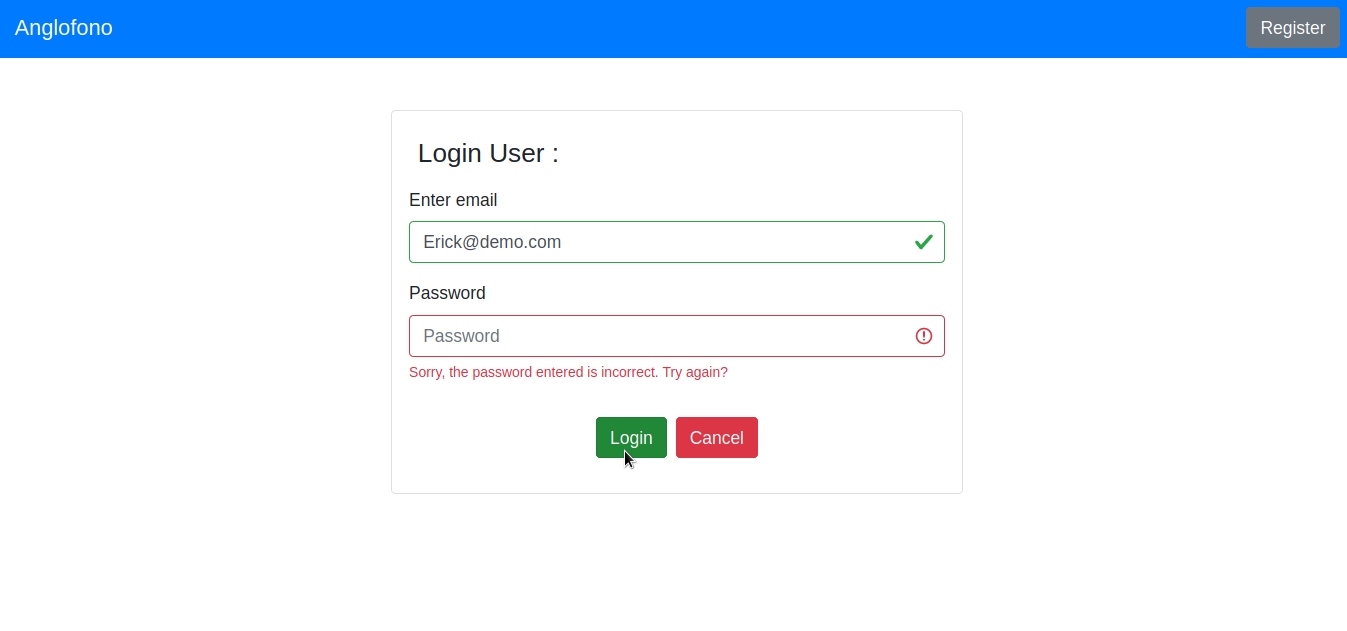 Anglofono
Register
Login User :
Enter email
Erick@demo.com
Password
Password
Sorry, the password entered is incorrect. Try again?
Login
Cancel